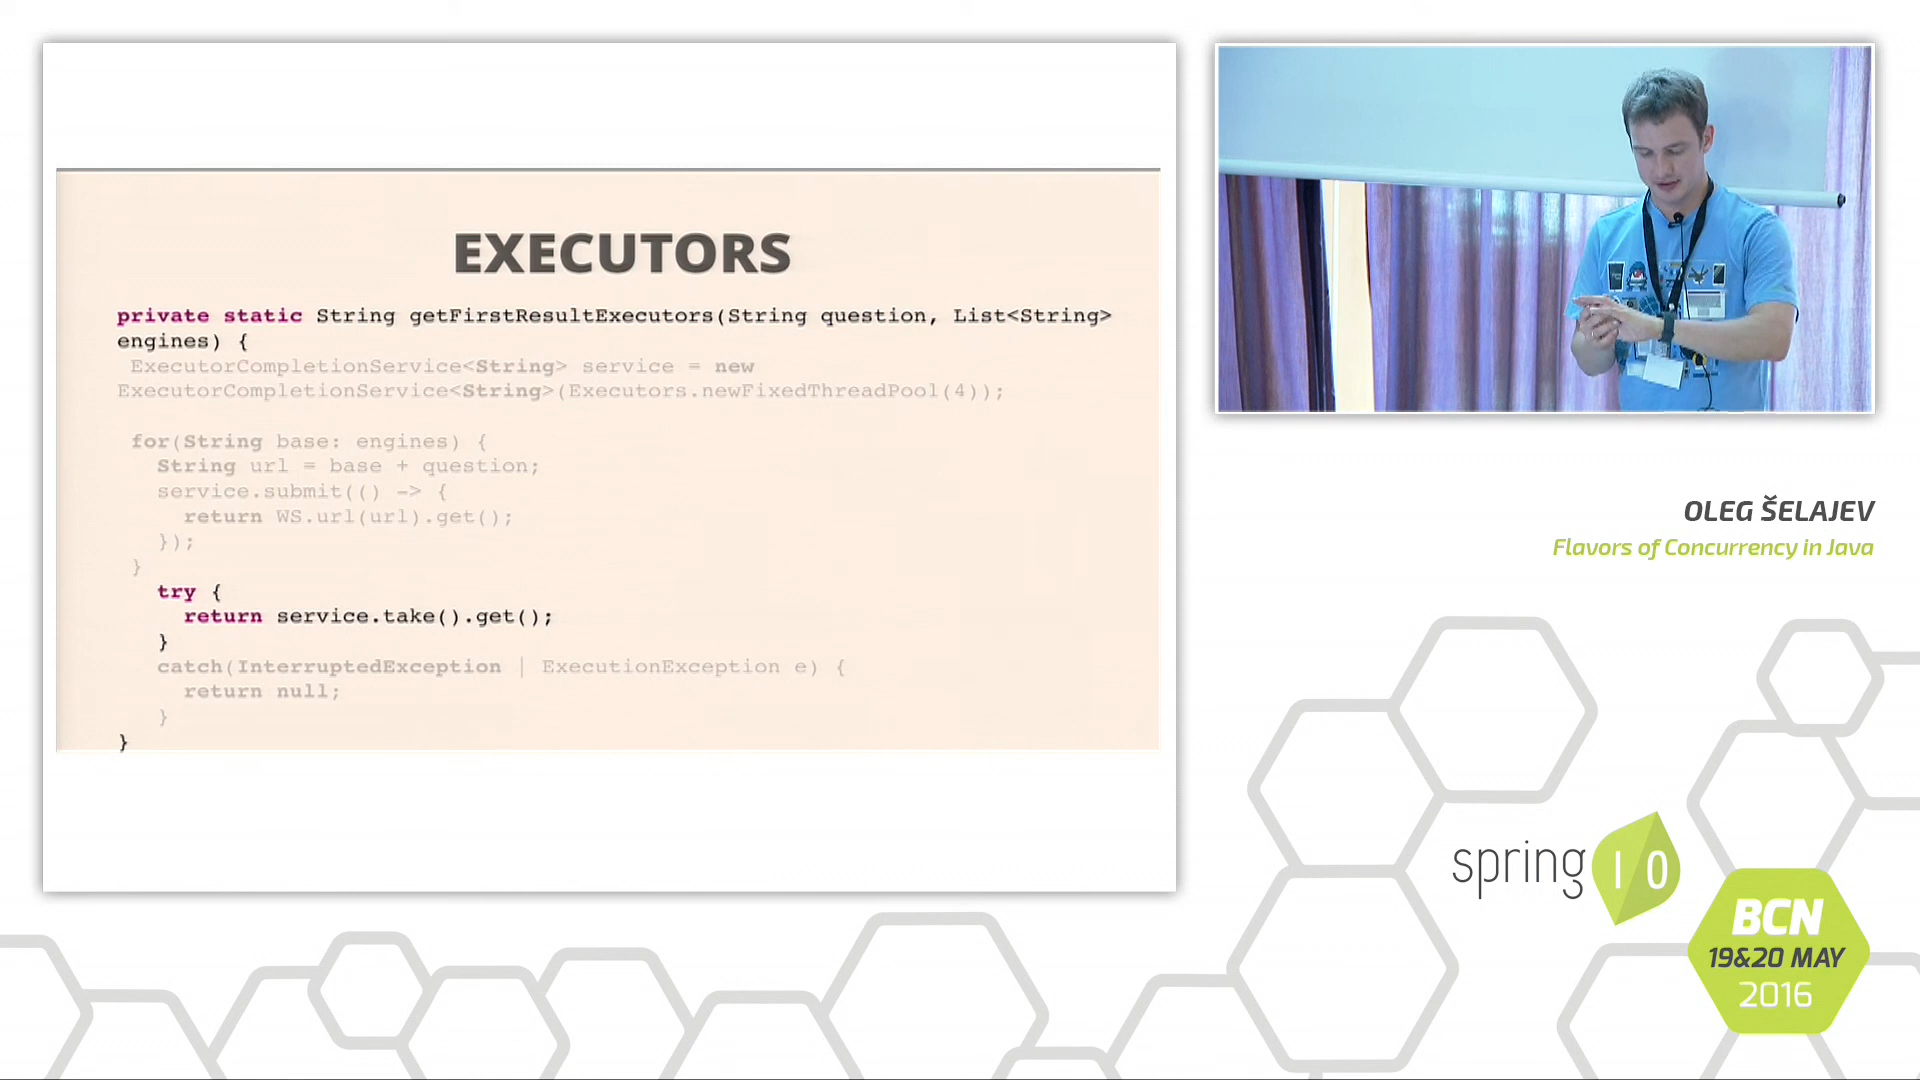 EXECUTORS
private static String getFirstResultExecutors(String question, List<String>
engines) {
ExecutorCompletionService<String> service = new
ExecutorCompletionService<String>(Executors.newFixedThreadPool(4));
for(String base: engines) {
String url = base + question;
service.submit(() -> {
return WS.url(url).get();
});
}
try {
return service.take().get();
}
catch(InterruptedException | ExecutionException e) {
return null;
}
}
OLEG ŠELAJEV
Flavors of Concurrency in Java
spring I O
BCN
19&20 MAY
2016